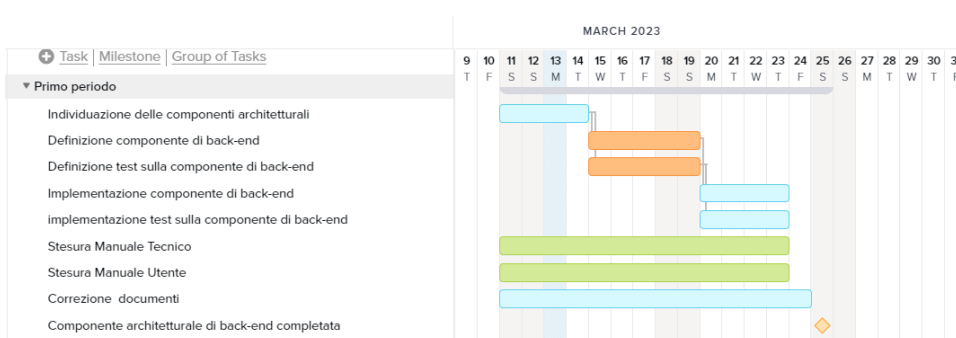 MARCH 2023
Task | Milestone | Group of Tasks
9 10 11 12 13 14 15 16 17 18 19 20 21 22 23 24 25 26 27 28 29 30
T F S S M T W T F S S M T W T F S S M T W T
Primo periodo
Individuazione delle componenti architetturali
Definizione componente di back-end
Definizione test sulla componente di back-end
Implementazione componente di back-end
implementazione test sulla componente di back-end
Stesura Manuale Tecnico
Stesura Manuale Utente
Correzione documenti
Componente architetturale di back-end completata